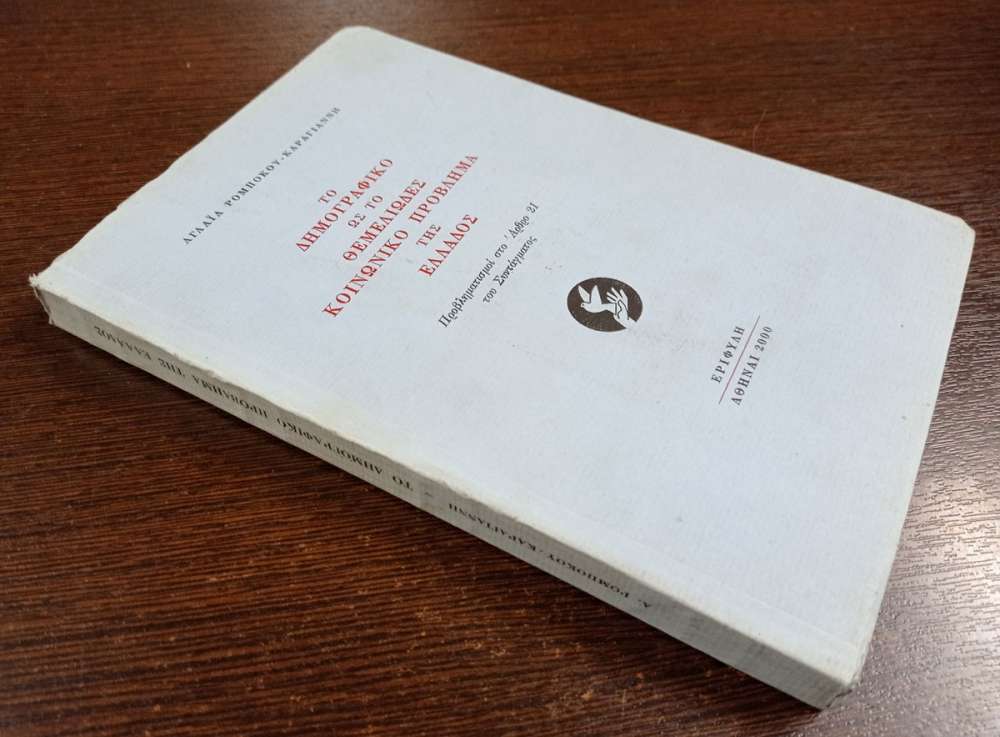 ΑΓΛΑΪΑ ΡΟΜΠΟΚΟΥ-ΚΑΡΑΓΙΑΝΝΗ
ΤΟ
ΔΗΜΟΓΡΑΦΙΚΟ
ΩΣ ΤΟ
ΘΕΜΕΛΙΩΔΕΣ
ΚΟΙΝΩΝΙΚΟ ΠΡΟΒΛΗΜΑ
ΤΗΣ
ΕΛΛΑΔΟΣ
Προβληματισμοί στο Ἄρθρο 21
του Συντάγματος
ΕΡΙΦΥΛΗ
ΑΘΗΝΑΙ 2000
Α. ΡΟΜΠΟΚΟΥ-ΚΑΡΑΓΙΑΝΝΗ - ΤΟ ΔΗΜΟΓΡΑΦΙΚΟ ΠΡΟΒΛΗΜΑ ΤΗΣ ΕΛΛΑΔΟΣ